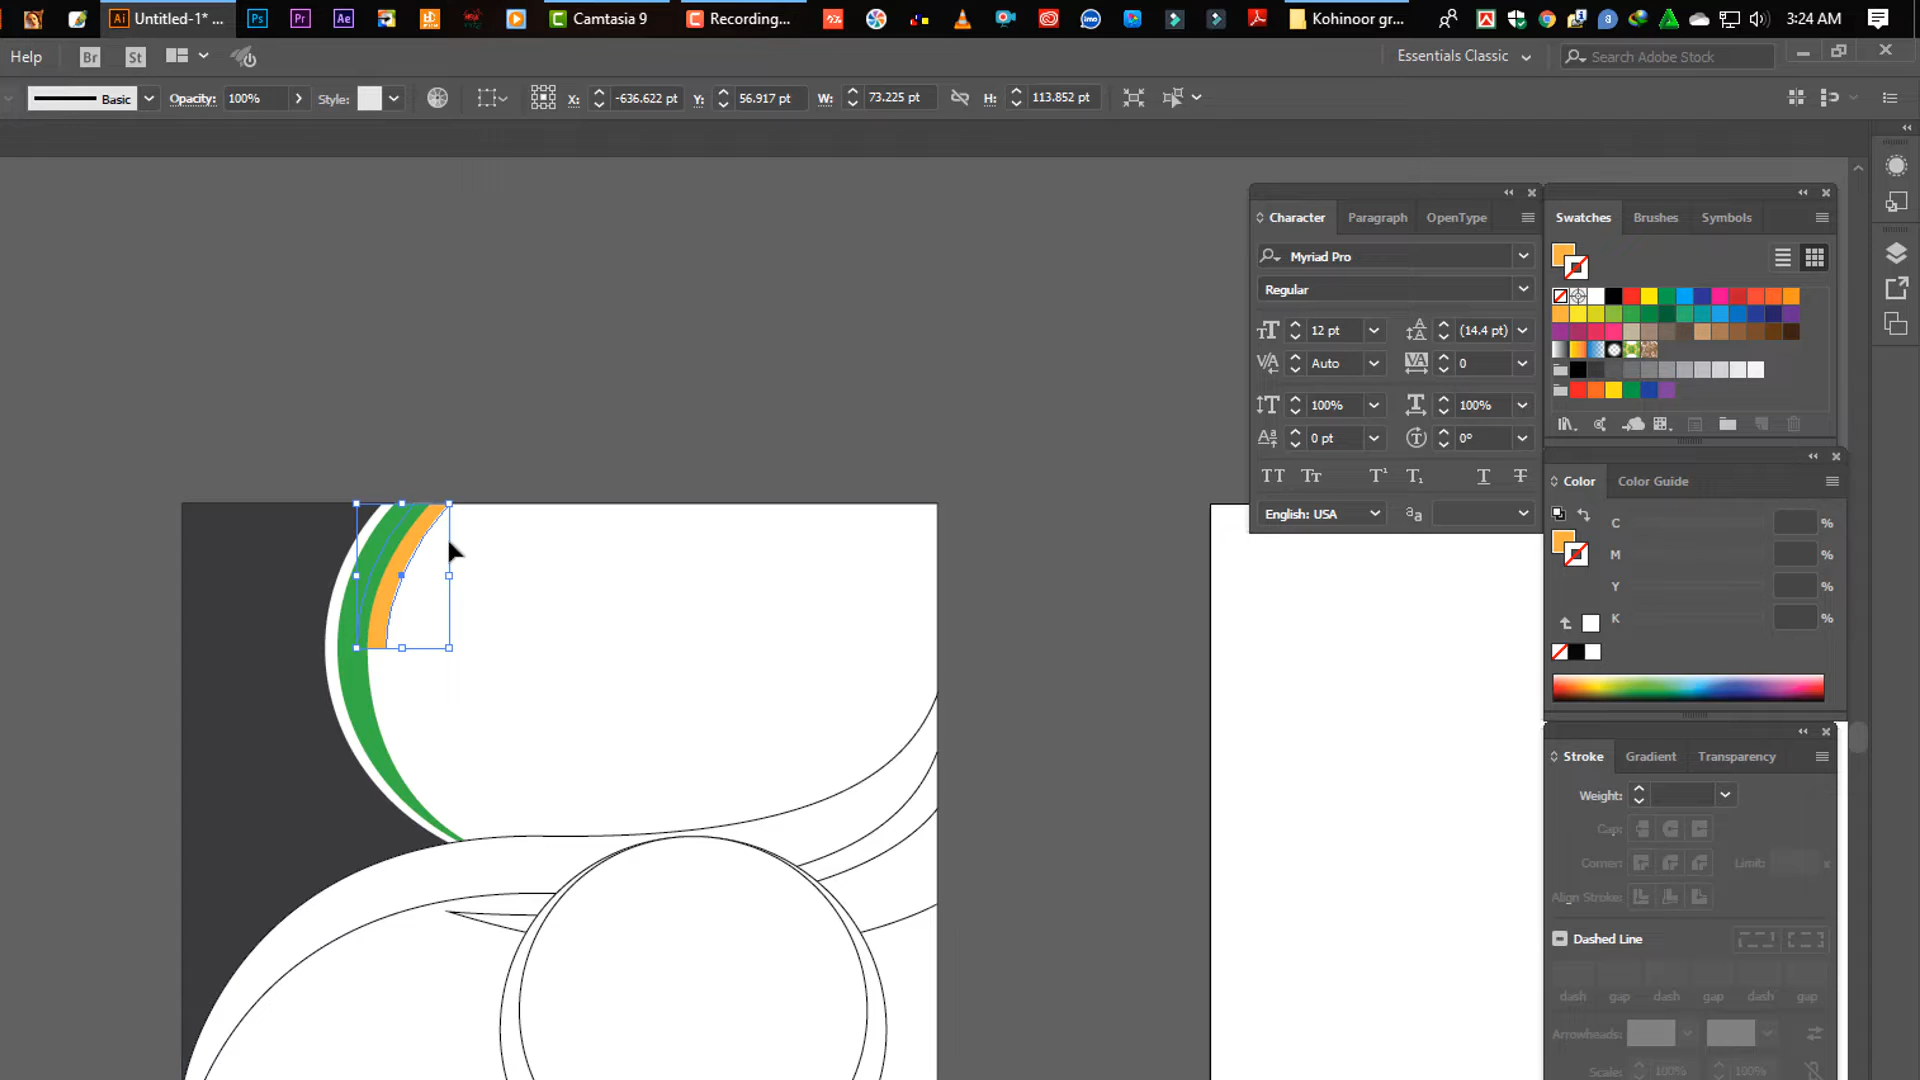 Untitled-1* ...
Camtasia 9
Recording...
Kohinoor gr...
3:24 AM
Help
Br
St
Essentials Classic
Search Adobe Stock
Basic
Opacity:
100%
Style:
X:
-636.622 pt
Y:
56.917 pt
W:
73.225 pt
H:
113.852 pt
Character
Paragraph
OpenType
Swatches
Brushes
Symbols
Myriad Pro
Regular
12 pt
(14.4 pt)
Auto
0
100%
100%
0 pt
0°
English: USA
Color
Color Guide
C
%
M
%
Y
%
K
%
Stroke
Gradient
Transparency
Weight:
Cap:
Corner:
Limit:
x
Align Stroke:
Dashed Line
dash
gap
dash
gap
dash
gap
Arrowheads:
Scale:
100%
100%